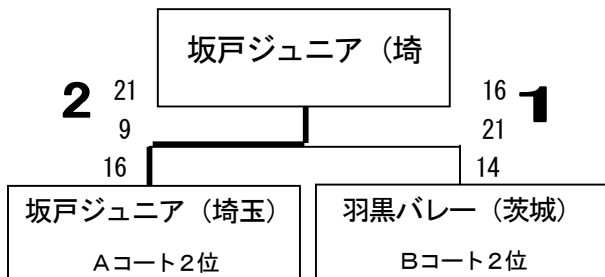 坂戸ジュニア（埼
2 21 16 1
9 21
16 14
坂戸ジュニア（埼玉） 羽黒バレー（茨城）
Aコート2位 Bコート2位